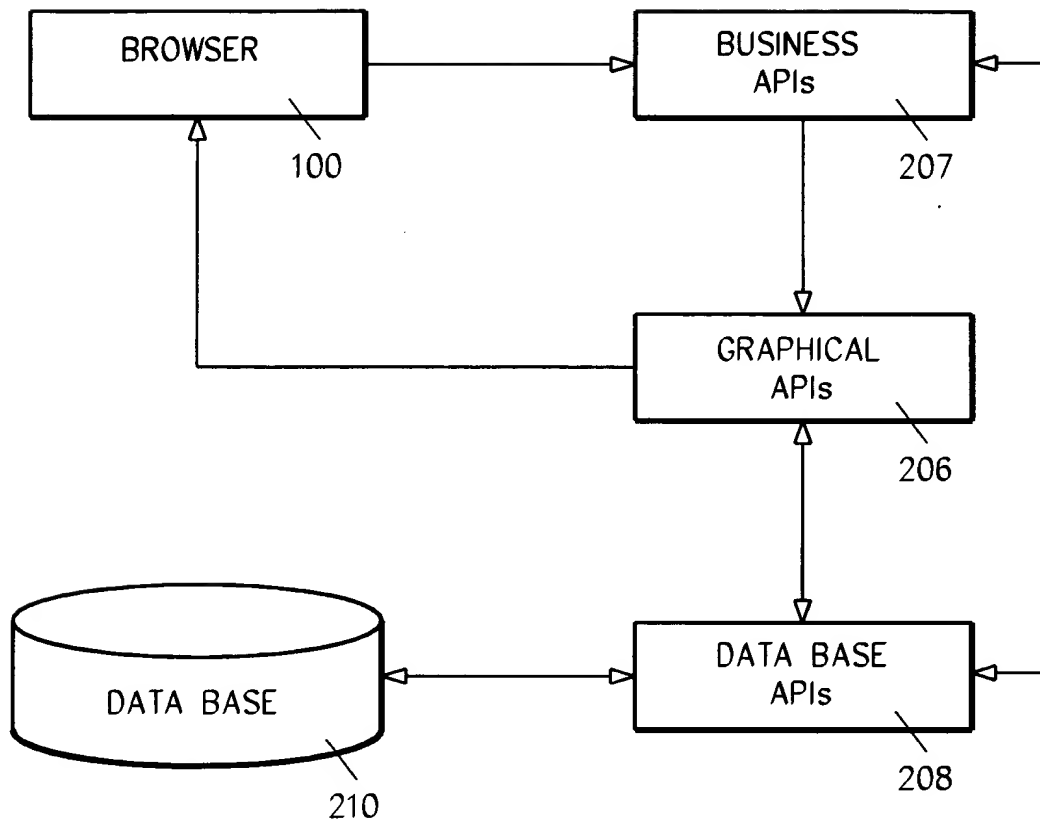 BROWSER
100
BUSINESS
APIs
207
GRAPHICAL
APIs
206
DATA BASE
210
DATA BASE
APIs
208